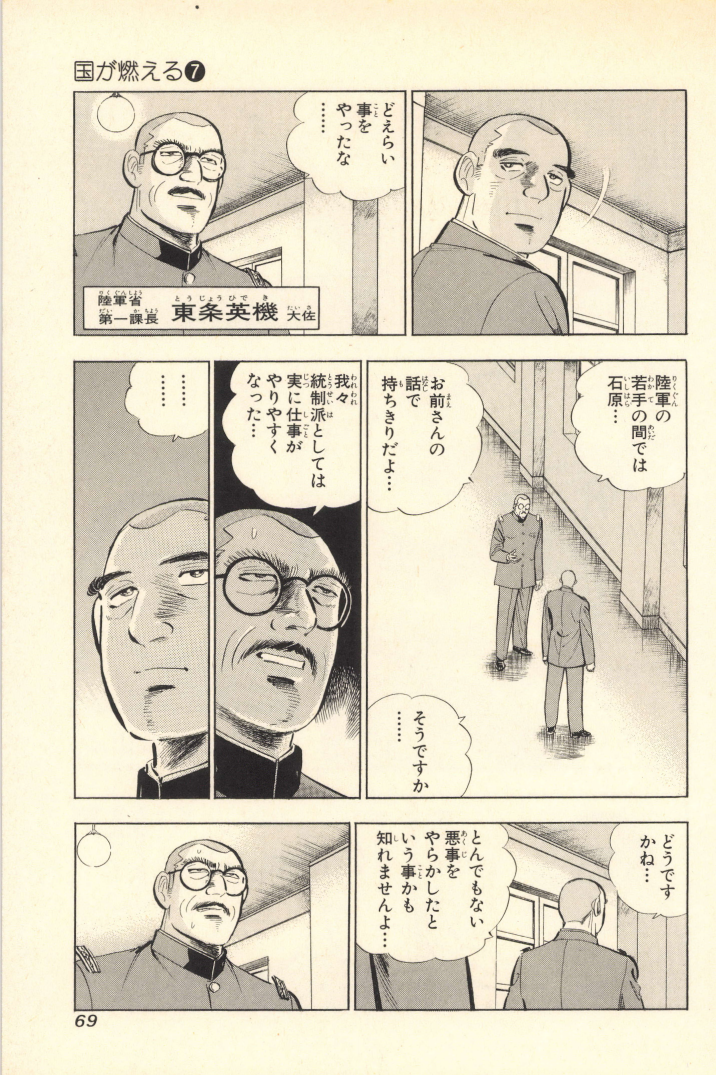 国が燃える❼
どえらい
事を
やったな
……
陸軍省
第一課長
東条英機
大佐
陸軍の
若手の間では
石原…
お前さんの
話で
持ちきりだよ…
そうですか
……
我々
統制派としては
実に仕事が
やりやすく
なった…
……
……
どうです
かね…
とんでもない
悪事を
やらかしたと
いう事かも
知れませんよ…
69